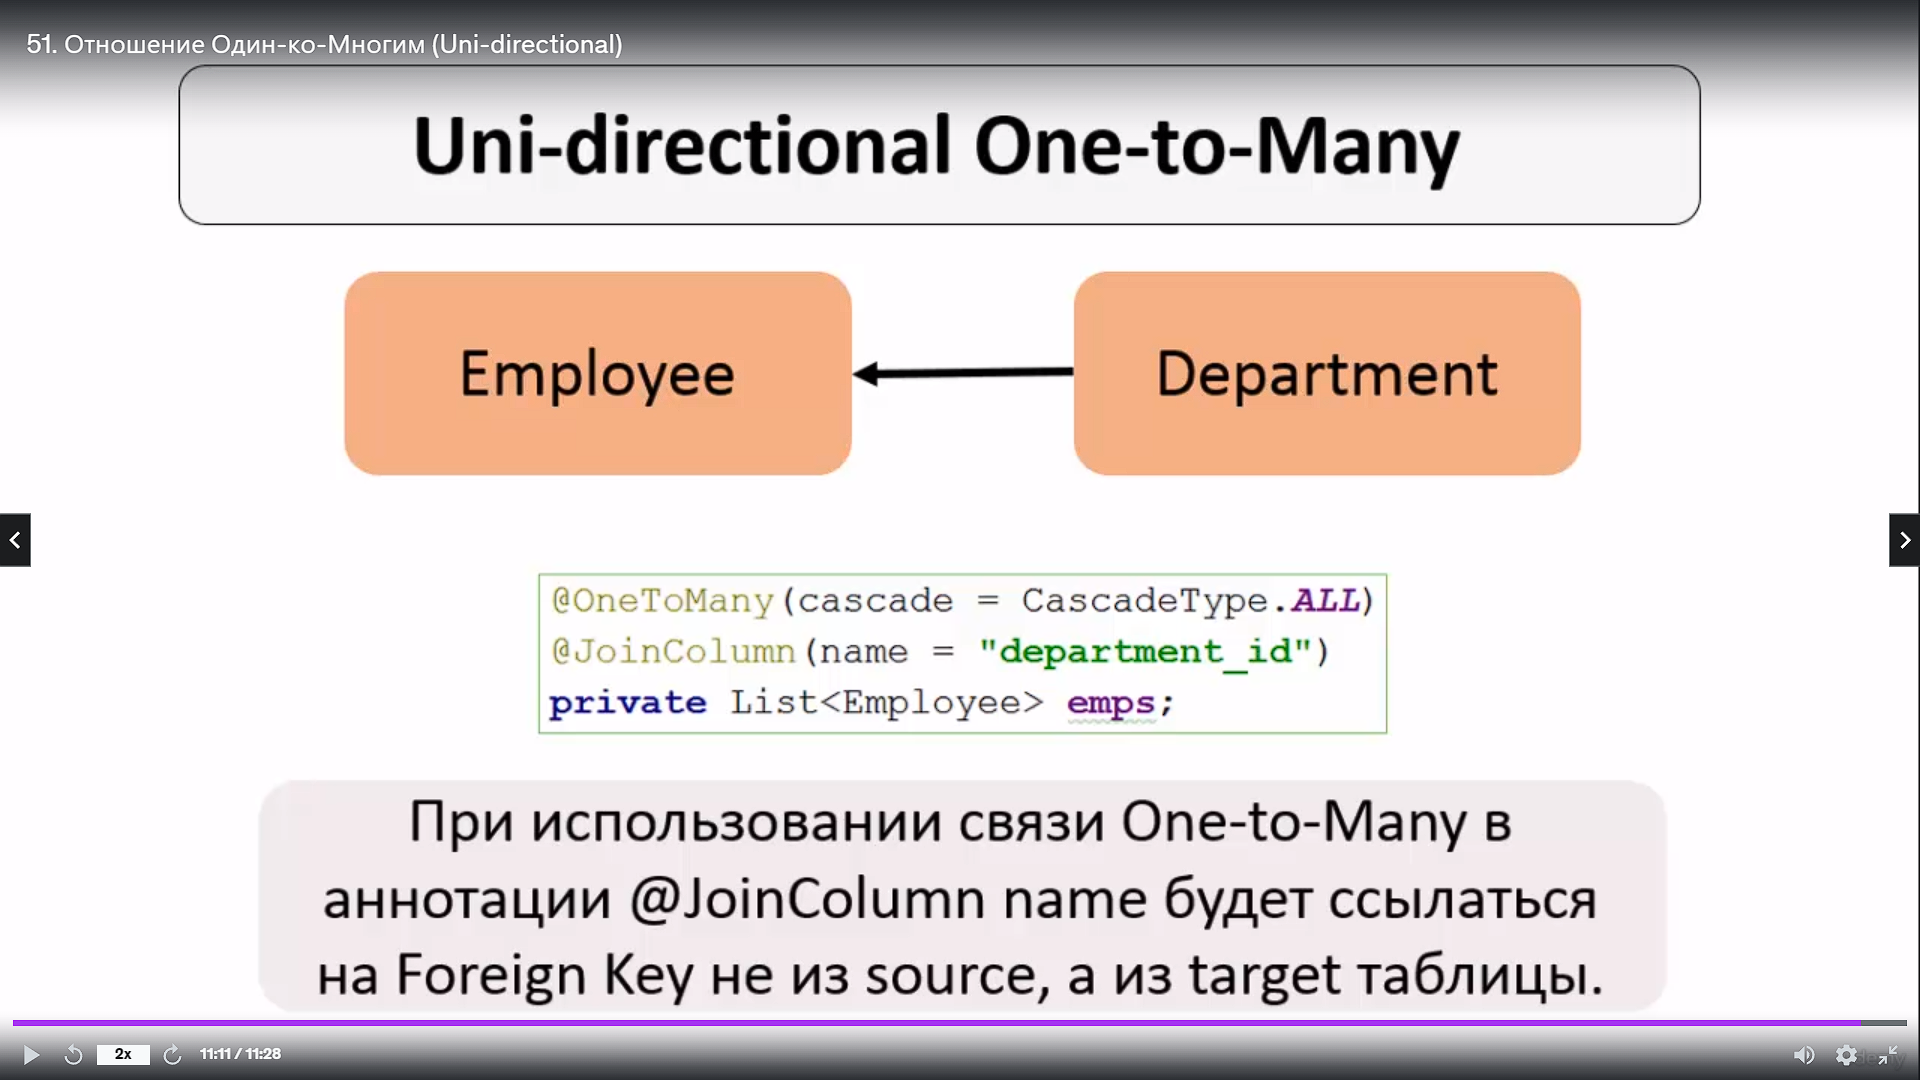 51. Отношение Один-ко-Многим (Uni-directional)
Uni-directional One-to-Many
Employee
Department
@OneToMany(cascade = CascadeType.ALL)
@JoinColumn(name = "department_id")
private List<Employee> emps;
При использовании связи One-to-Many в
аннотации @JoinColumn name будет ссылаться
на Foreign Key не из source, а из target таблицы.
2x
11:11 / 11:28